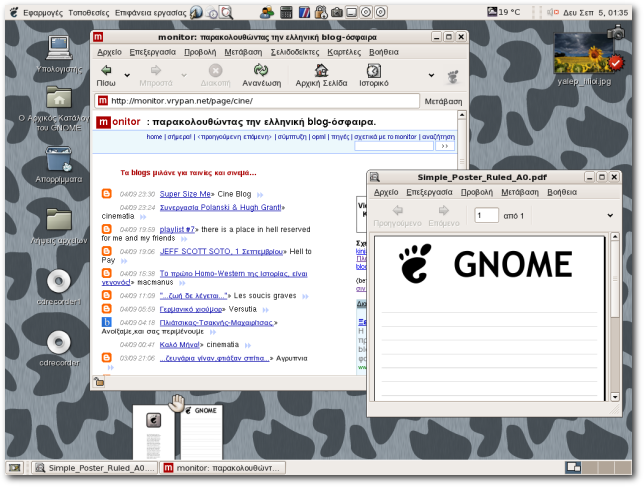 Εφαρμογές Τοποθεσίες Επιφάνεια εργασίας
19 °C
Δευ Σεπ 5, 01:35
Υπολογιστής
Ο Αρχικός Κατάλογ
του GNOME
Απορρίμματα
Λήψεις αρχείων
cdrecorder1
cdrecorder
monitor: παρακολουθώντας την ελληνική blog-όσφαιρα
Αρχείο Επεξεργασία Προβολή Μετάβαση Σελιδοδείκτες Καρτέλες Βοήθεια
Πίσω Μπροστά Διακοπή Ανανέωση Αρχική Σελίδα Ιστορικό
http://monitor.vrypan.net/page/cine/
Μετάβαση
m onitor : παρακολουθώντας την ελληνική blog-όσφαιρα.
home | σήμερα! | <προηγούμενη επόμενη> | σύμπτυξη | opml | πηγές | σχετικά με το monitor | αναζήτηση
>>
Τα blogs μιλάνε για ταινίες και σινεμά...
04/09 23:30 Super Size Me» Cine Blog »
04/09 23:24 Συνεργασία Polanski & Hugh Grant!»
cinematia »
04/09 19:59 playlist #7» there is a place in hell reserved
for me and my friends »
04/09 19:06 JEFF SCOTT SOTO, 1 Σεπτεμβρίου» Hell to
Pay »
04/09 15:38 Το πρώτο Homo-Western της Ιστορίας, είναι
γεγονός!» macmanus »
04/09 11:09 "...ζωή δε λέγεται..."» Les soucis graves »
04/09 05:59 Γερμανικό χιούμορ» Versutia »
04/09 04:18 Πλιάτσικας-Τσακνής-Μαχαιρίτσας.»
Ανοίξαμε,και σας περιμένουμε »
04/09 00:41 Καλό Μήνα!» cinematia »
03/09 21:06 ...ζευγάρια γίναν,φτιάξαν σπίτια...» Αγρυπνια
»
Simple_Poster_Ruled_A0.pdf
Αρχείο Επεξεργασία Προβολή Μετάβαση Βοήθεια
Προηγούμενο Επόμενο 1 από 1
GNOME
GNOME
Simple_Poster_Ruled_A0.... monitor: παρακολουθώντ...